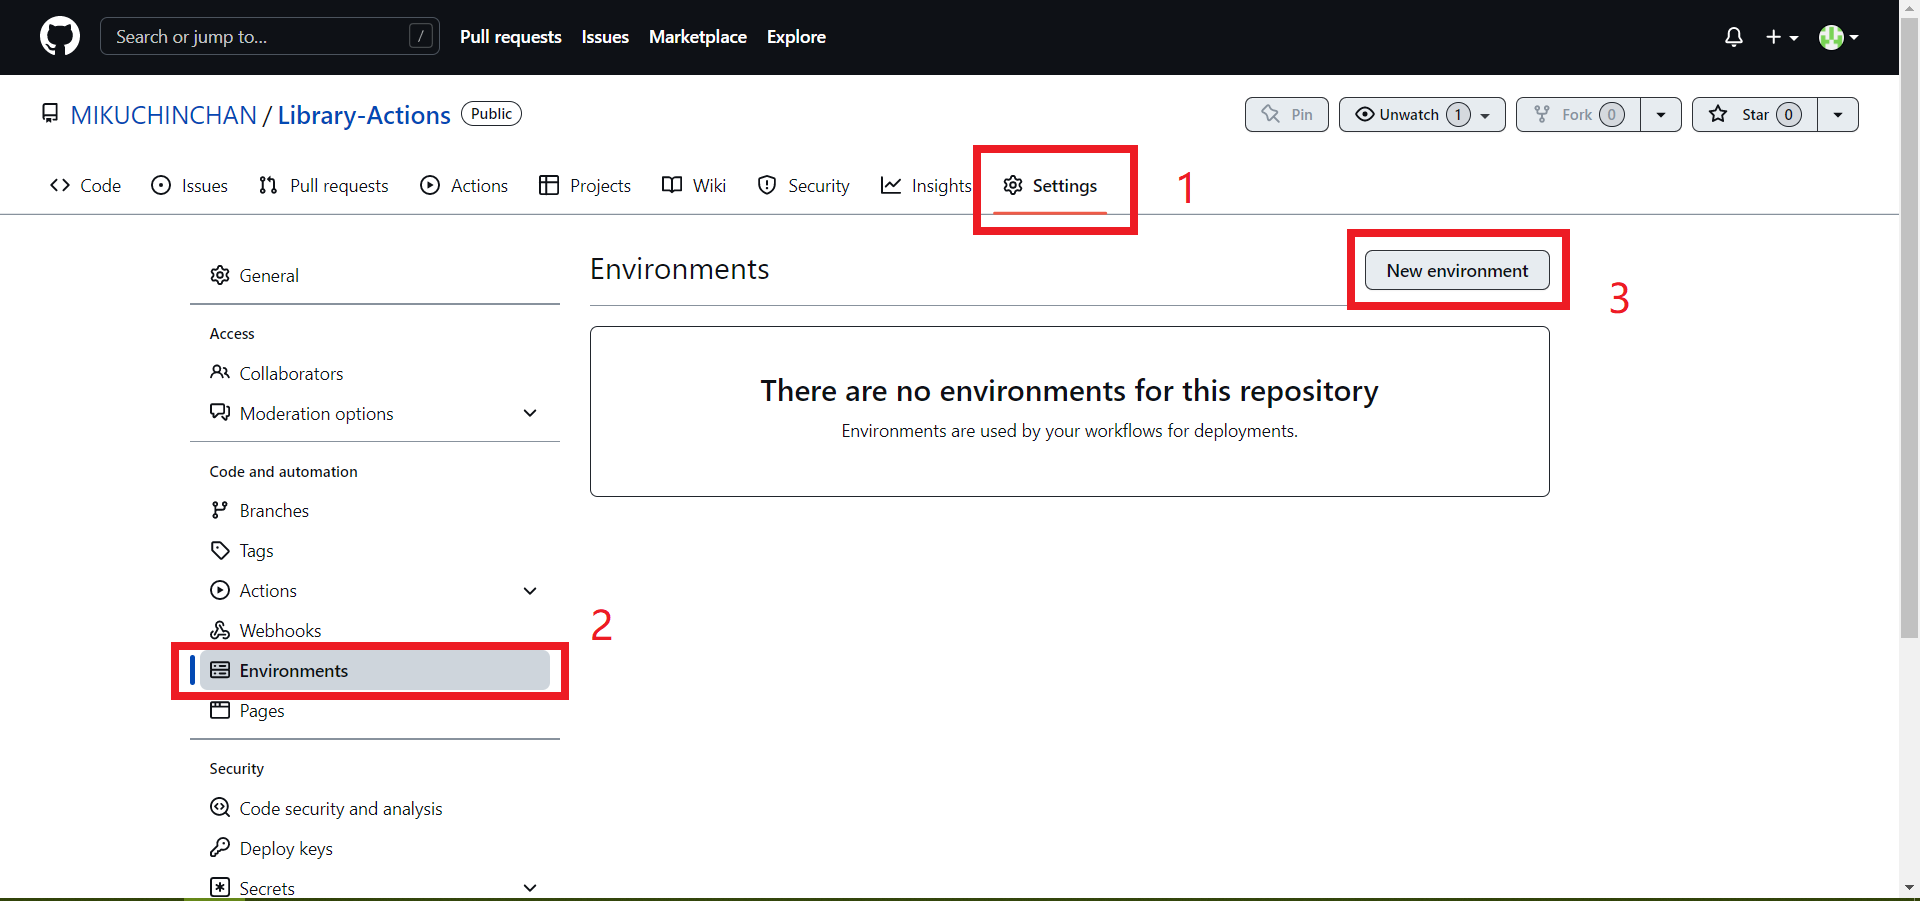 Search or jump to... / Pull requests Issues Marketplace Explore
MIKUCHINCHAN / Library-Actions Public Pin Unwatch 1 Fork 0 Star 0
Code Issues Pull requests Actions Projects Wiki Security Insights Settings 1
General
Environments
New environment
3
Access
Collaborators
Moderation options
There are no environments for this repository
Environments are used by your workflows for deployments.
Code and automation
Branches
Tags
Actions
Webhooks
2
Environments
Pages
Security
Code security and analysis
Deploy keys
Secrets